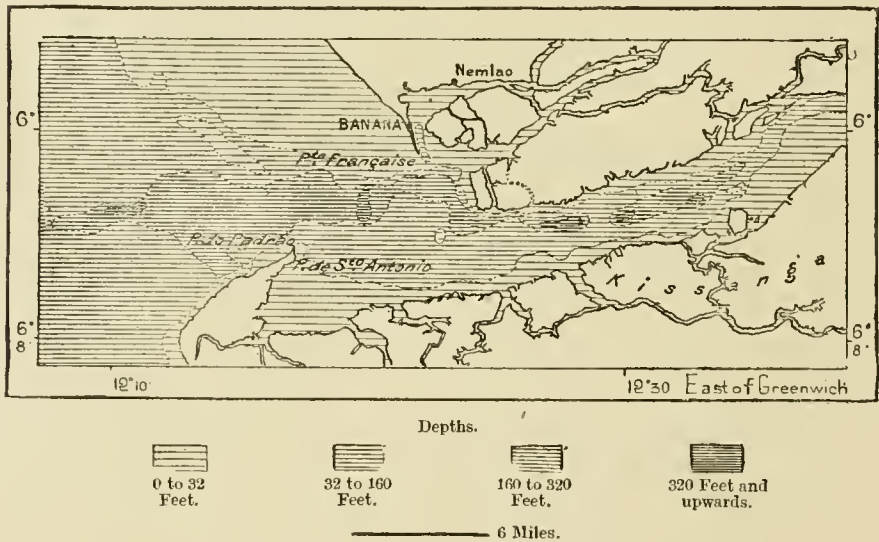 Nemlao
6°
BANANA
6°
Pte Française
P. do Padrão
P. de Sto Antonio
Kissanga
6°
8'
6°
8'
12°10
12°30 East of Greenwich
Depths.
0 to 32
Feet.
32 to 160
Feet.
160 to 320
Feet.
320 Feet and
upwards.
6 Miles.